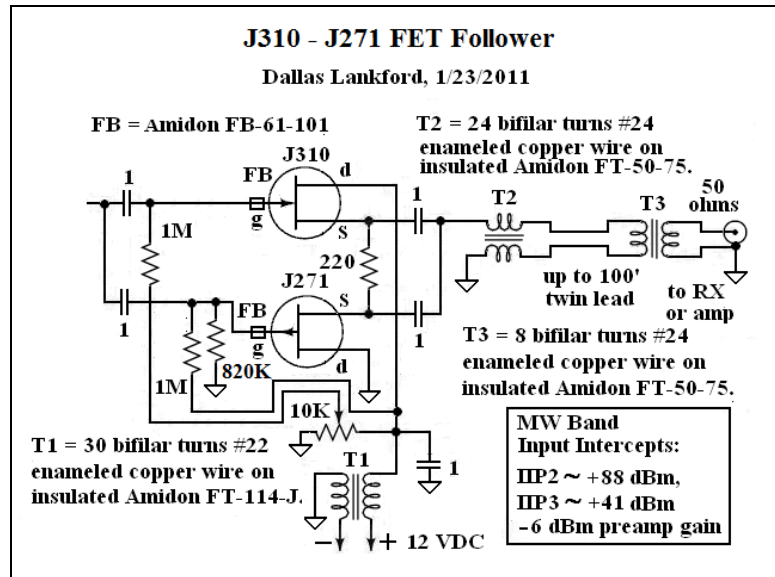 J310 - J271 FET Follower
Dallas Lankford, 1/23/2011
FB = Amidon FB-61-101
T2 = 24 bifilar turns #24
enameled copper wire on
insulated Amidon FT-50-75.
J310
d
FB
1
g
s
1
T2
T3
50
ohms
1M
220
J271
s
FB
g
d
1
1
up to 100'
twin lead
to RX
or amp
820K
1M
10K
T3 = 8 bifilar turns #24
enameled copper wire on
insulated Amidon FT-50-75.
T1 = 30 bifilar turns #22
enameled copper wire on
insulated Amidon FT-114-J.
T1
1
– + 12 VDC
MW Band
Input Intercepts:
IIP2 ~ +88 dBm,
IIP3 ~ +41 dBm
–6 dBm preamp gain